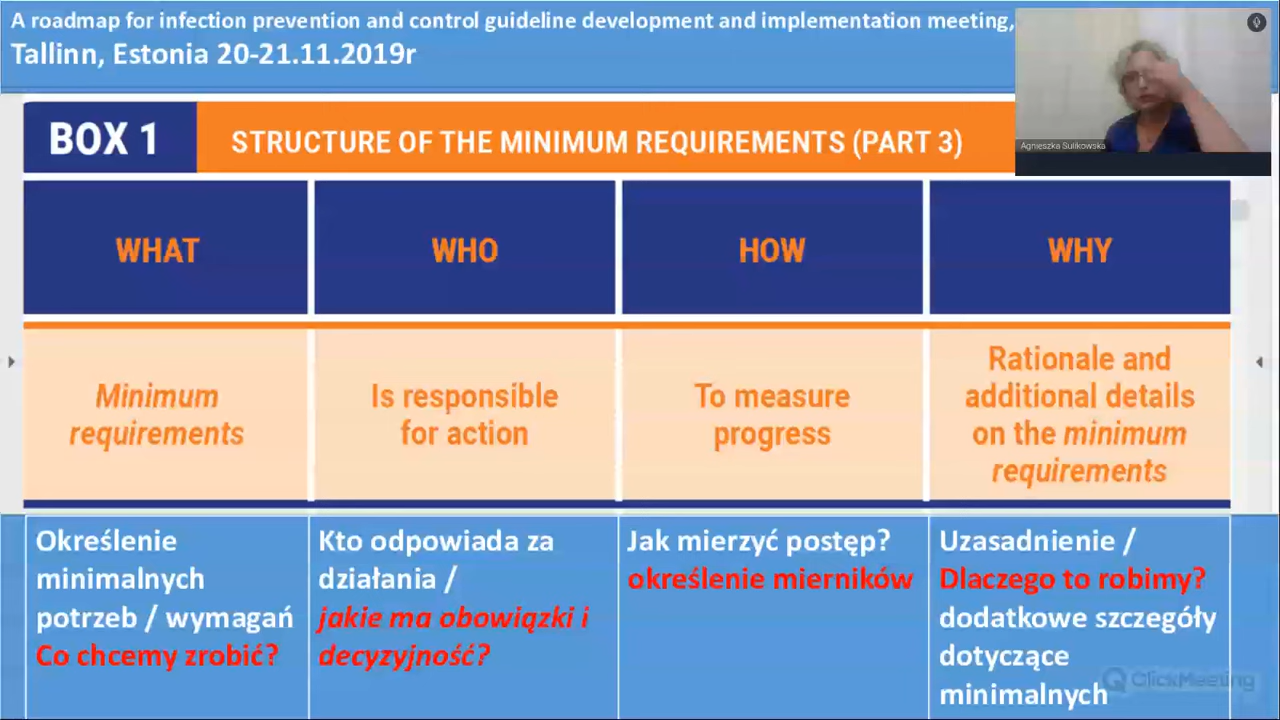 A roadmap for infection prevention and control guideline development and implementation meeting,
Tallinn, Estonia 20-21.11.2019r
Agnieszka Sulikowska
BOX 1
STRUCTURE OF THE MINIMUM REQUIREMENTS (PART 3)
WHAT
WHO
HOW
WHY
Minimum
requirements
Is responsible
for action
To measure
progress
Rationale and
additional details
on the minimum
requirements
Określenie
minimalnych
potrzeb / wymagań
Co chcemy zrobić?
Kto odpowiada za
działania /
jakie ma obowiązki i
decyzyjność?
Jak mierzyć postęp?
określenie mierników
Uzasadnienie /
Dlaczego to robimy?
dodatkowe szczegóły
dotyczące
minimalnych
ClickMeeting